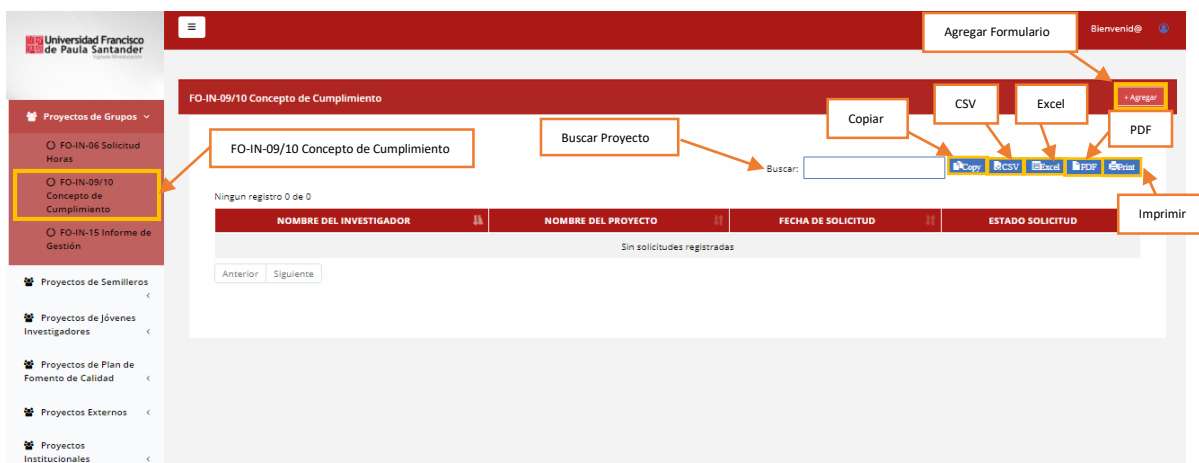 Universidad Francisco
de Paula Santander
Vigilada Mineducación
Agregar Formulario
Bienvenid@
FO-IN-09/10 Concepto de Cumplimiento
+ Agregar
Proyectos de Grupos
FO-IN-06 Solicitud
Horas
FO-IN-09/10
Concepto de
Cumplimiento
FO-IN-15 Informe de
Gestión
Proyectos de Semilleros
Proyectos de Jóvenes
Investigadores
Proyectos de Plan de
Fomento de Calidad
Proyectos Externos
Proyectos
Institucionales
FO-IN-09/10 Concepto de Cumplimiento
Buscar Proyecto
Copiar
CSV
Excel
PDF
Buscar:
Copy
CSV
Excel
PDF
Print
Imprimir
Ningun registro 0 de 0
NOMBRE DEL INVESTIGADOR
NOMBRE DEL PROYECTO
FECHA DE SOLICITUD
ESTADO SOLICITUD
Sin solicitudes registradas
Anterior
Siguiente